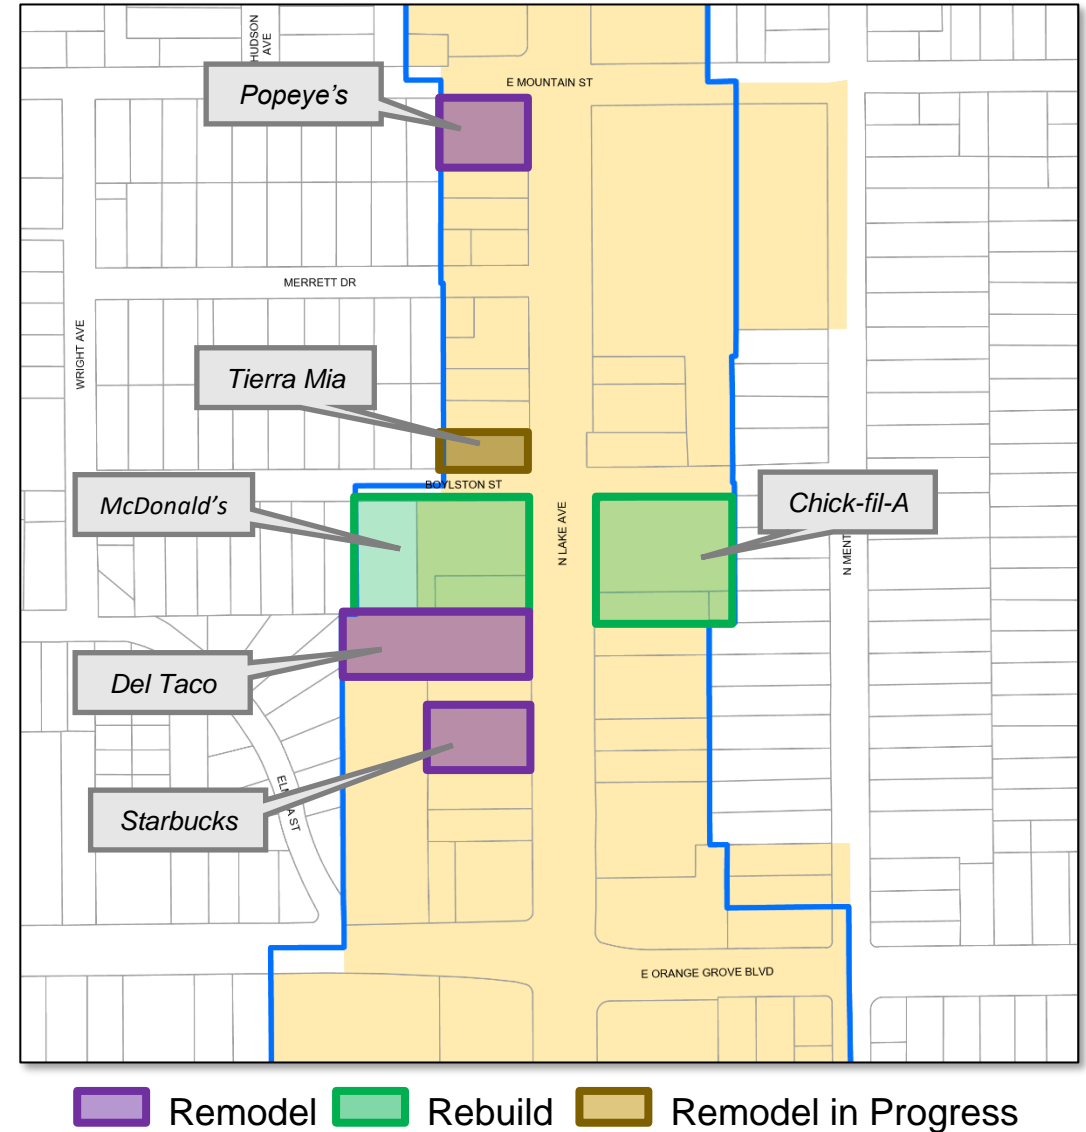 HUDSON
AVE
E MOUNTAIN ST
Popeye's
MERRETT DR
WRIGHT AVE
Tierra Mia
BOYLSTON ST
McDonald's
Chick-fil-A
N LAKE AVE
N MENT
Del Taco
Starbucks
E ORANGE GROVE BLVD
Remodel
Rebuild
Remodel in Progress